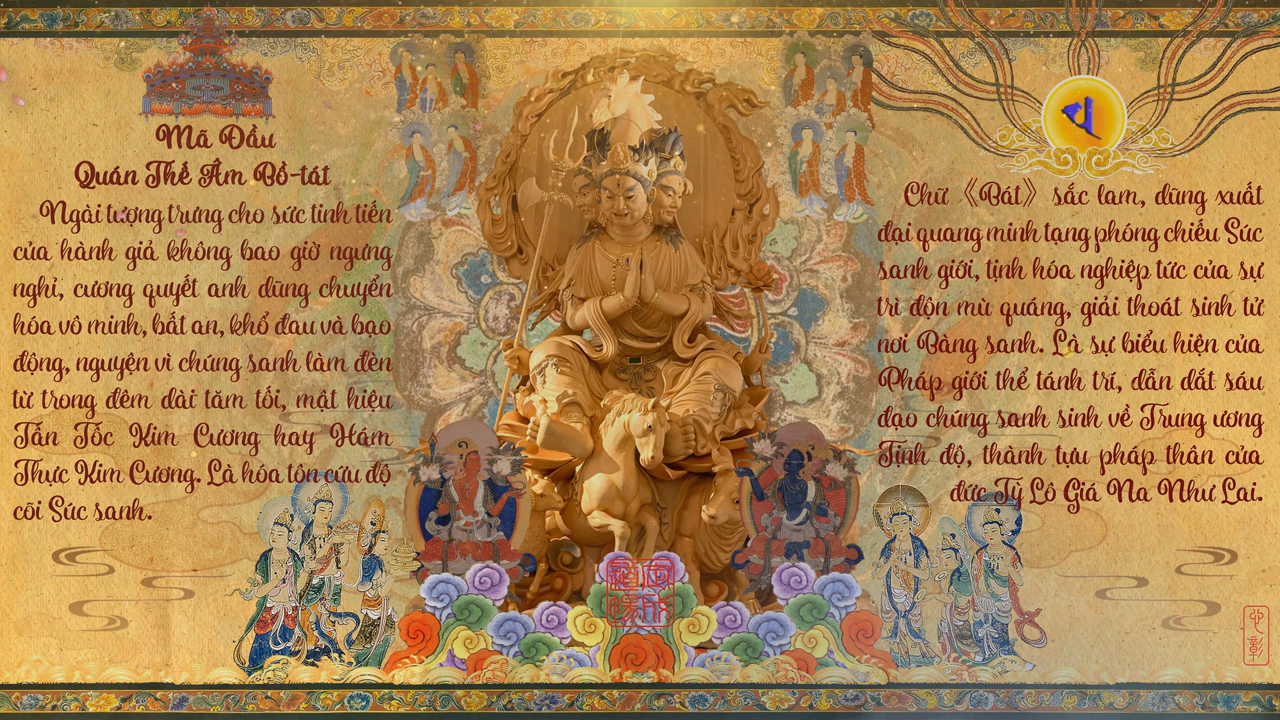 Mã Đầu
Quán Thế Âm Bồ-tát
Ngài tượng trưng cho sức tinh tiến
của hành giả không bao giờ ngưng
nghỉ, cương quyết anh dũng chuyển
hóa vô minh, bất an, khổ đau và bạo
động, nguyện vì chúng sanh làm đèn
từ trong đêm dài tăm tối, mật hiệu
Tấn Tốc Kim Cương hay Hám
Thực Kim Cương. Là hóa tôn cứu độ
cõi Súc sanh.
Chữ 《Bát》 sắc lam, dũng xuất
đại quang minh tạng phóng chiếu Súc
sanh giới, tịnh hóa nghiệp tức của sự
trì độn mù quáng, giải thoát sinh tử
nơi Bàng sanh. Là sự biểu hiện của
Pháp giới thể tánh trí, dẫn dắt sáu
đạo chúng sanh sinh về Trung ương
Tịnh độ, thành tựu pháp thân của
đức Tỳ Lô Giá Na Như Lai.